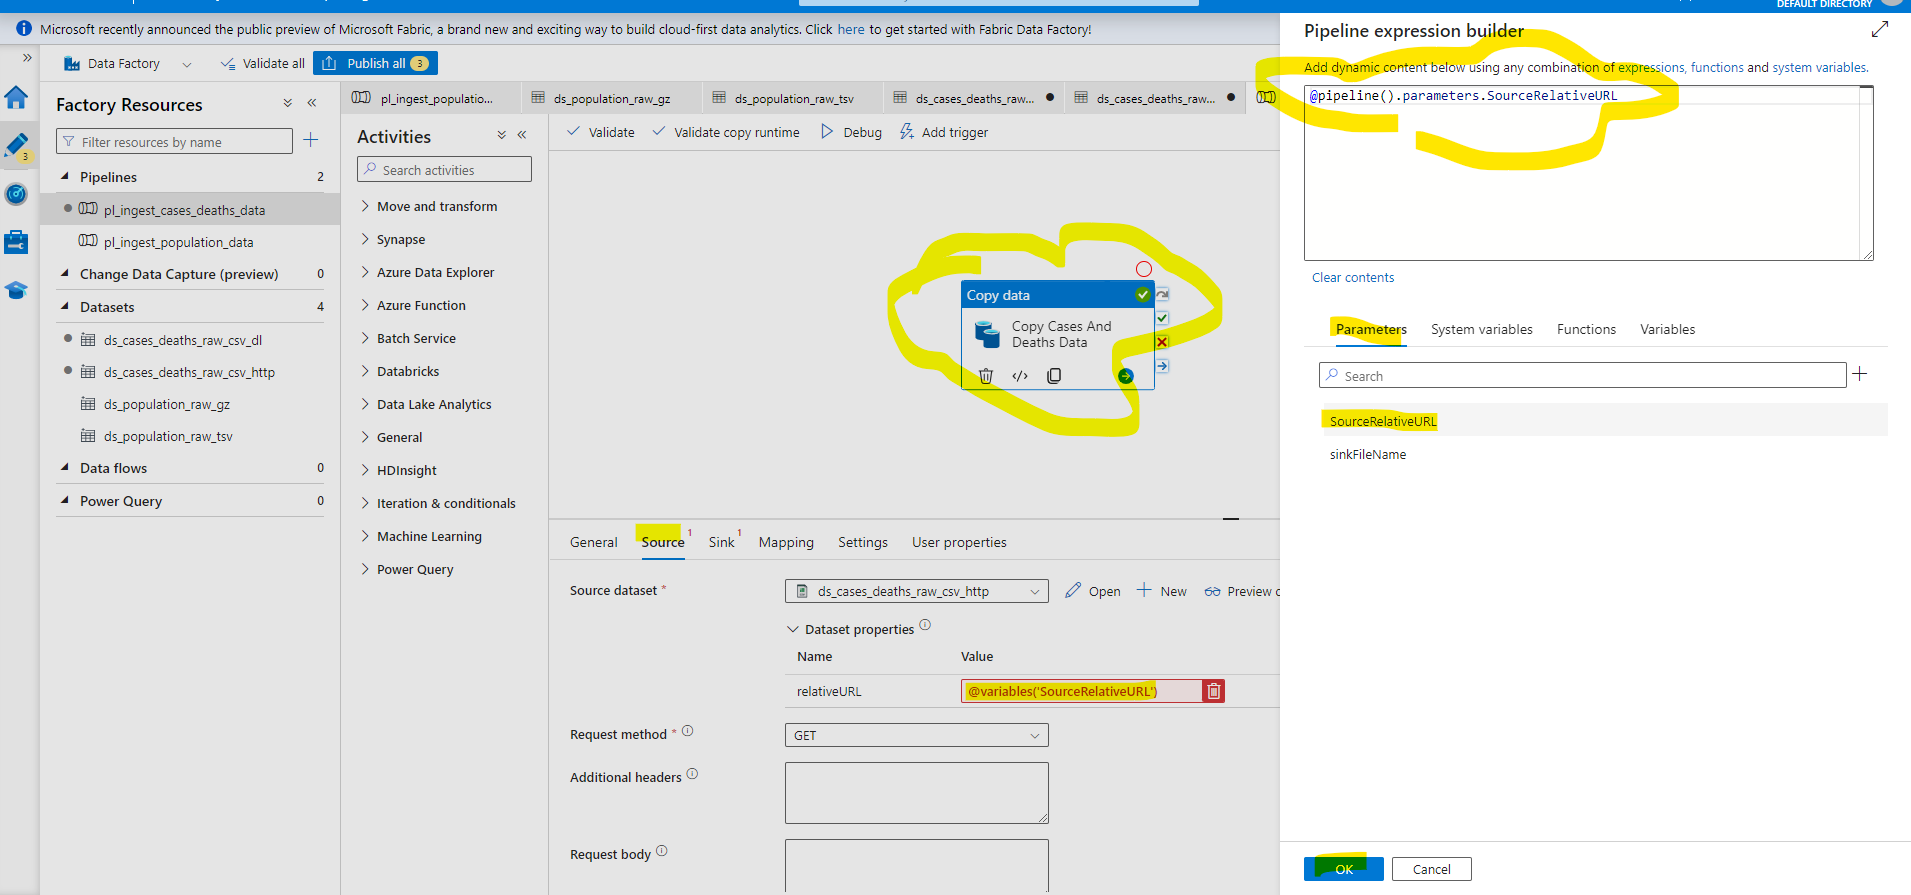 DEFAULT DIRECTORY
Microsoft recently announced the public preview of Microsoft Fabric, a brand new and exciting way to build cloud-first data analytics. Click here to get started with Fabric Data Factory!
Data Factory
Validate all
Publish all 3
Factory Resources
Filter resources by name
3
Pipelines 2
pl_ingest_cases_deaths_data
pl_ingest_population_data
Change Data Capture (preview) 0
Datasets 4
ds_cases_deaths_raw_csv_dl
ds_cases_deaths_raw_csv_http
ds_population_raw_gz
ds_population_raw_tsv
Data flows 0
Power Query 0
pl_ingest_populatio...
ds_population_raw_gz
ds_population_raw_tsv
ds_cases_deaths_raw...
ds_cases_deaths_raw...
Activities
Search activities
Move and transform
Synapse
Azure Data Explorer
Azure Function
Batch Service
Databricks
Data Lake Analytics
General
HDInsight
Iteration & conditionals
Machine Learning
Power Query
Validate
Validate copy runtime
Debug
Add trigger
Copy data
Copy Cases And
Deaths Data
General
Source 1
Sink 1
Mapping
Settings
User properties
Source dataset *
ds_cases_deaths_raw_csv_http
Open
New
Preview
Dataset properties
Name Value
relativeURL @variables('SourceRelativeURL')
Request method *
GET
Additional headers
Request body
Pipeline expression builder
Add dynamic content below using any combination of expressions, functions and system variables.
@pipeline().parameters.SourceRelativeURL
Clear contents
Parameters
System variables
Functions
Variables
Search
SourceRelativeURL
sinkFileName
OK
Cancel